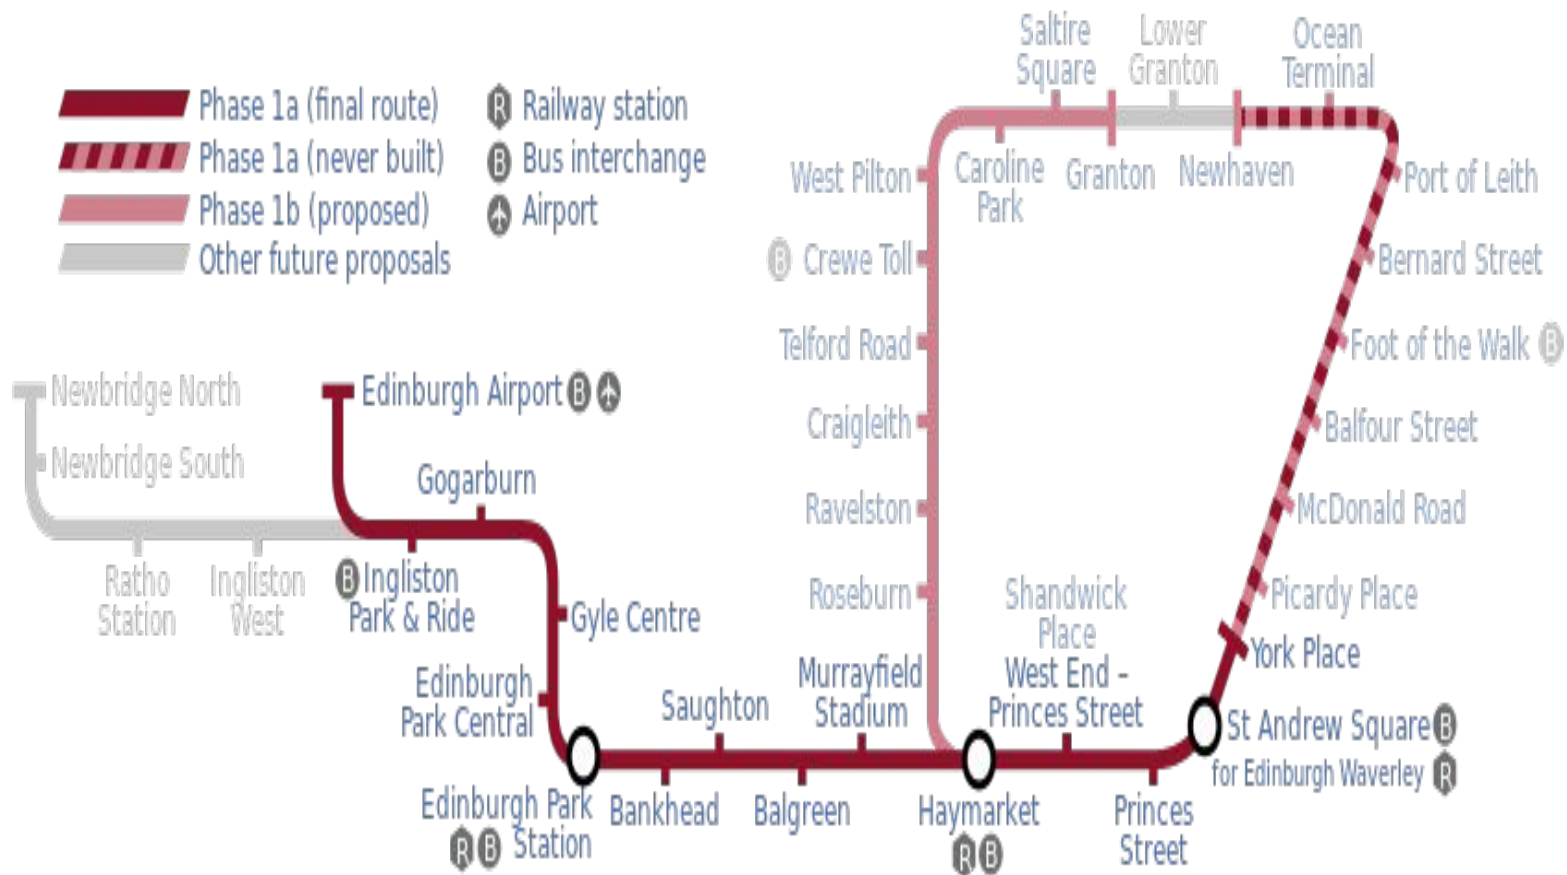 Phase 1a (final route)
Phase 1a (never built)
Phase 1b (proposed)
Other future proposals
R Railway station
B Bus interchange
Airport
Saltire
Square
Lower
Granton
Ocean
Terminal
West Pilton
Caroline
Park
Granton
Newhaven
Port of Leith
B Crewe Toll
Bernard Street
Telford Road
Foot of the Walk B
Newbridge North
Edinburgh Airport B
Craigleith
Balfour Street
Newbridge South
Gogarburn
Ravelston
McDonald Road
Ratho
Station
Ingliston
West
B Ingliston
Park & Ride
Gyle Centre
Roseburn
Shandwick
Place
Picardy Place
York Place
Edinburgh
Park Central
Saughton
Murrayfield
Stadium
West End –
Princes Street
St Andrew Square B
for Edinburgh Waverley R
Edinburgh Park
R B Station
Bankhead
Balgreen
Haymarket
R B
Princes
Street